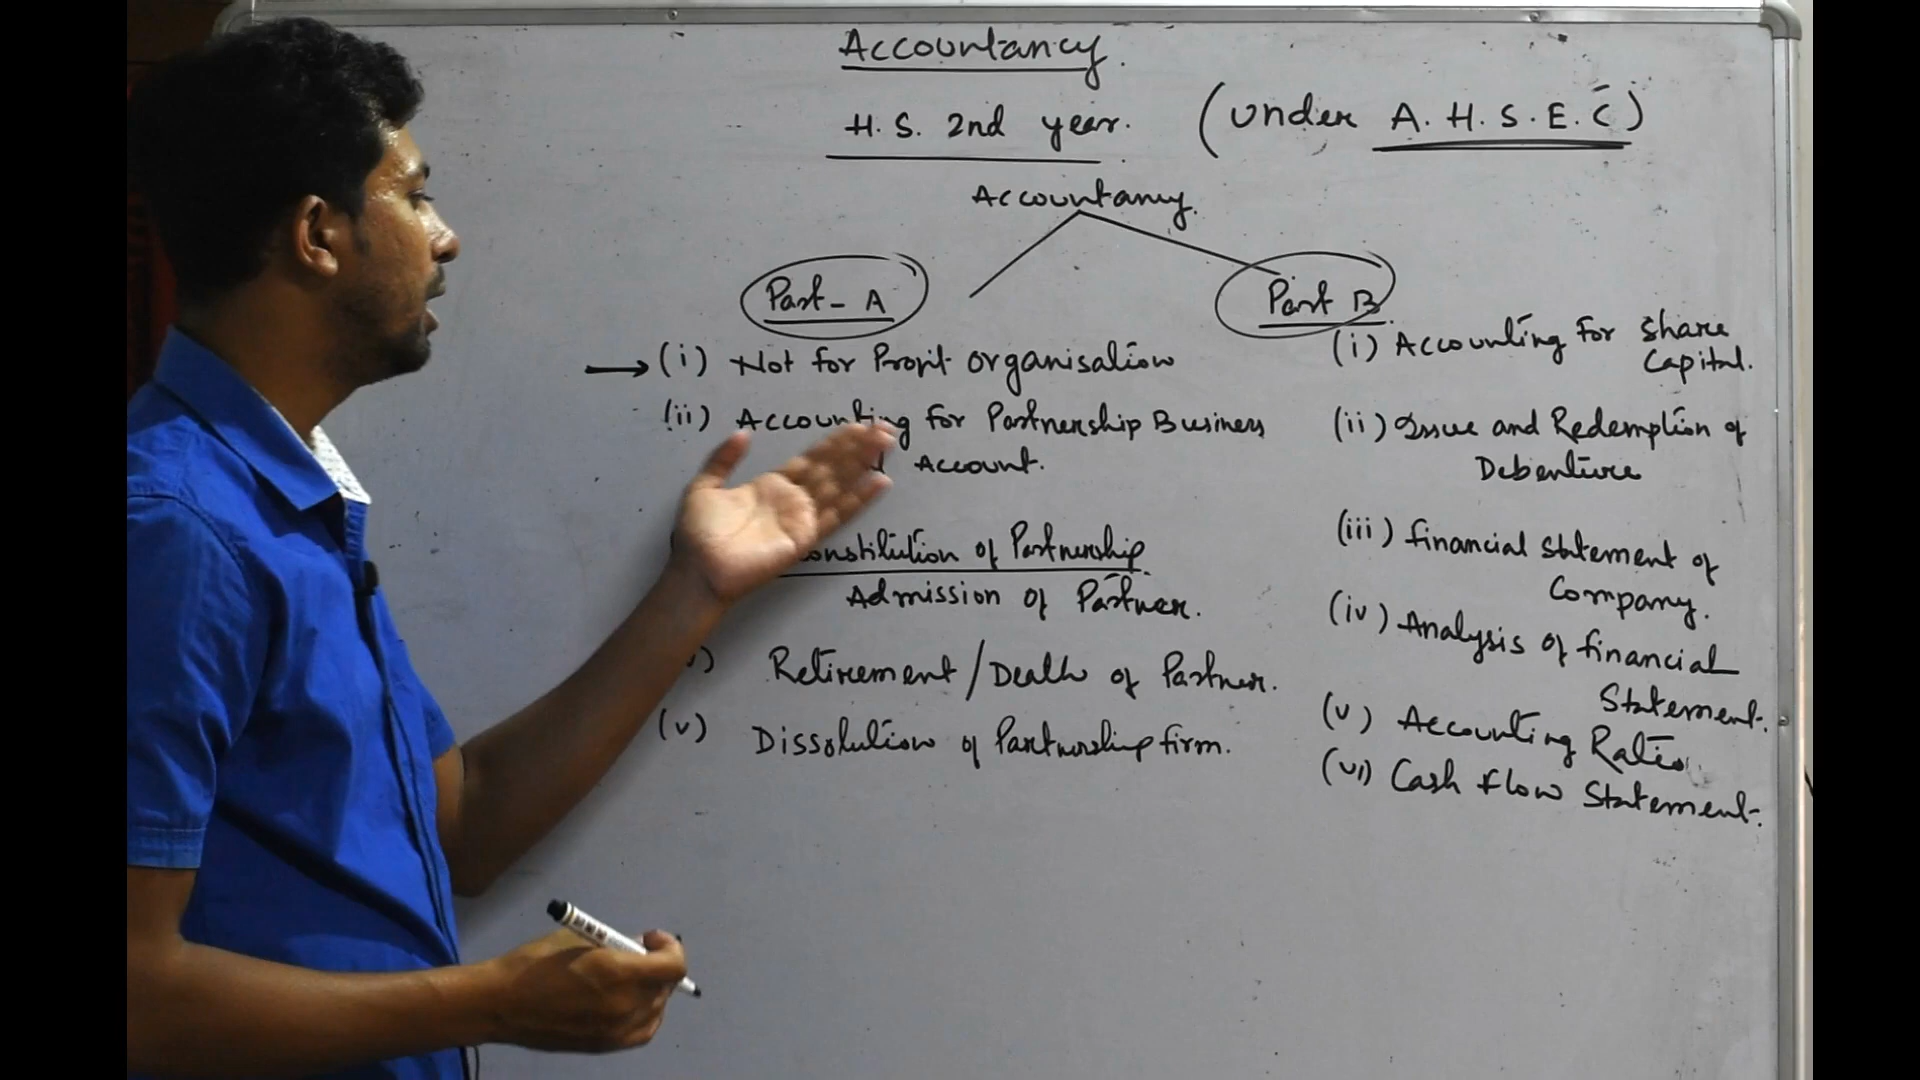 Accountancy.
H. S. 2nd year. (Under A. H. S. E. C)
Accountancy.
Part - A
(i) Not for Profit Organisation
(ii) Accounting for Partnership Business
Account.
constitution of Partnership
Admission of Partner.
Retirement / Death of Partner.
(v) Dissolution of Partnership firm.
Part B
(i) Accounting for Share
Capital.
(ii) Issue and Redemption of
Debenture
(iii) financial statement of
Company.
(iv) Analysis of financial
Statement.
(v) Accounting Ratio
(vi) Cash flow Statement.